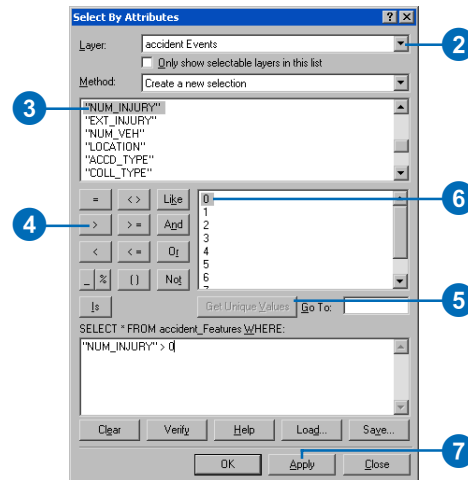 Select By Attributes
Layer: accident Events
Only show selectable layers in this list
Method: Create a new selection
"NUM_INJURY"
"EXT_INJURY"
"NUM_VEH"
"LOCATION"
"ACCD_TYPE"
"COLL_TYPE"
= < > Like
> > = And
< < = Or
_ % ( ) Not
Is
0
1
2
3
4
5
6
Get Unique Values Go To:
SELECT * FROM accident_Features WHERE:
"NUM_INJURY" > 0
Clear Verify Help Load... Save...
OK Apply Close
2
3
4
6
5
7